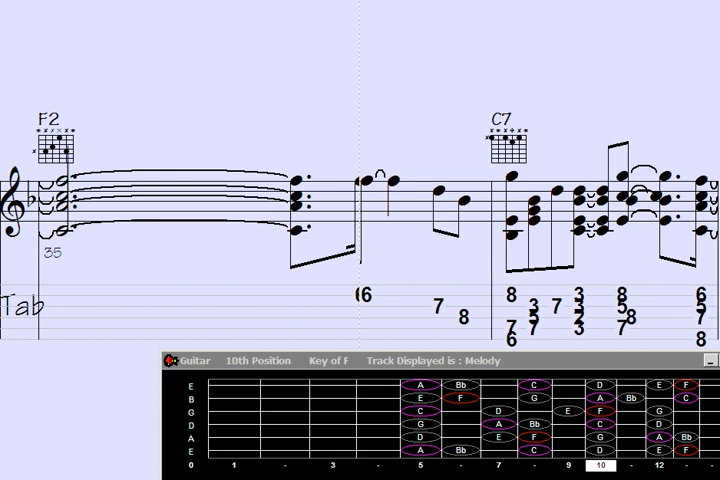 F2 C7
35
Tab
6 8 3 8 6
7 3 7 3 5 5
8 5 2 8 7
7 7 3 7
6 8
Guitar 10th Position Key of F Track Displayed is : Melody
E A Bb C D E F
B E F G A Bb C
G C D E F G
D G A Bb C D
A D E F G A Bb
E A Bb C D E F
0 1 - 3 - 5 - 7 - 9 10 - 12 - -